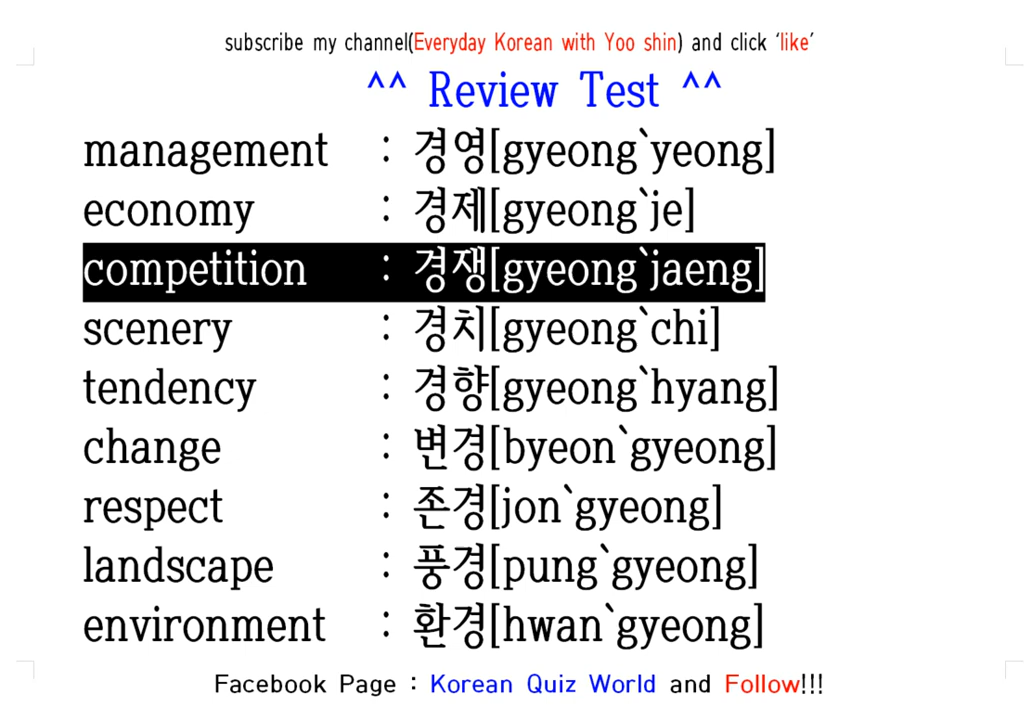 subscribe my channel(Everyday Korean with Yoo shin) and click ‘like’
^^ Review Test ^^
management : 경영[gyeong`yeong]
economy : 경제[gyeong`je]
competition : 경쟁[gyeong`jaeng]
scenery : 경치[gyeong`chi]
tendency : 경향[gyeong`hyang]
change : 변경[byeon`gyeong]
respect : 존경[jon`gyeong]
landscape : 풍경[pung`gyeong]
environment : 환경[hwan`gyeong]
Facebook Page : Korean Quiz World and Follow!!!